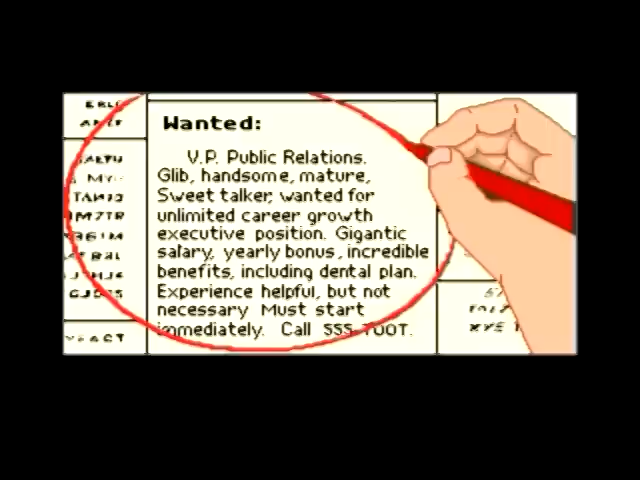 Wanted:
V.P. Public Relations.
Glib, handsome, mature,
Sweet talker, wanted for
unlimited career growth
executive position. Gigantic
salary, yearly bonus, incredible
benefits, including dental plan.
Experience helpful, but not
necessary Must start
immediately. Call 555-TOOT.